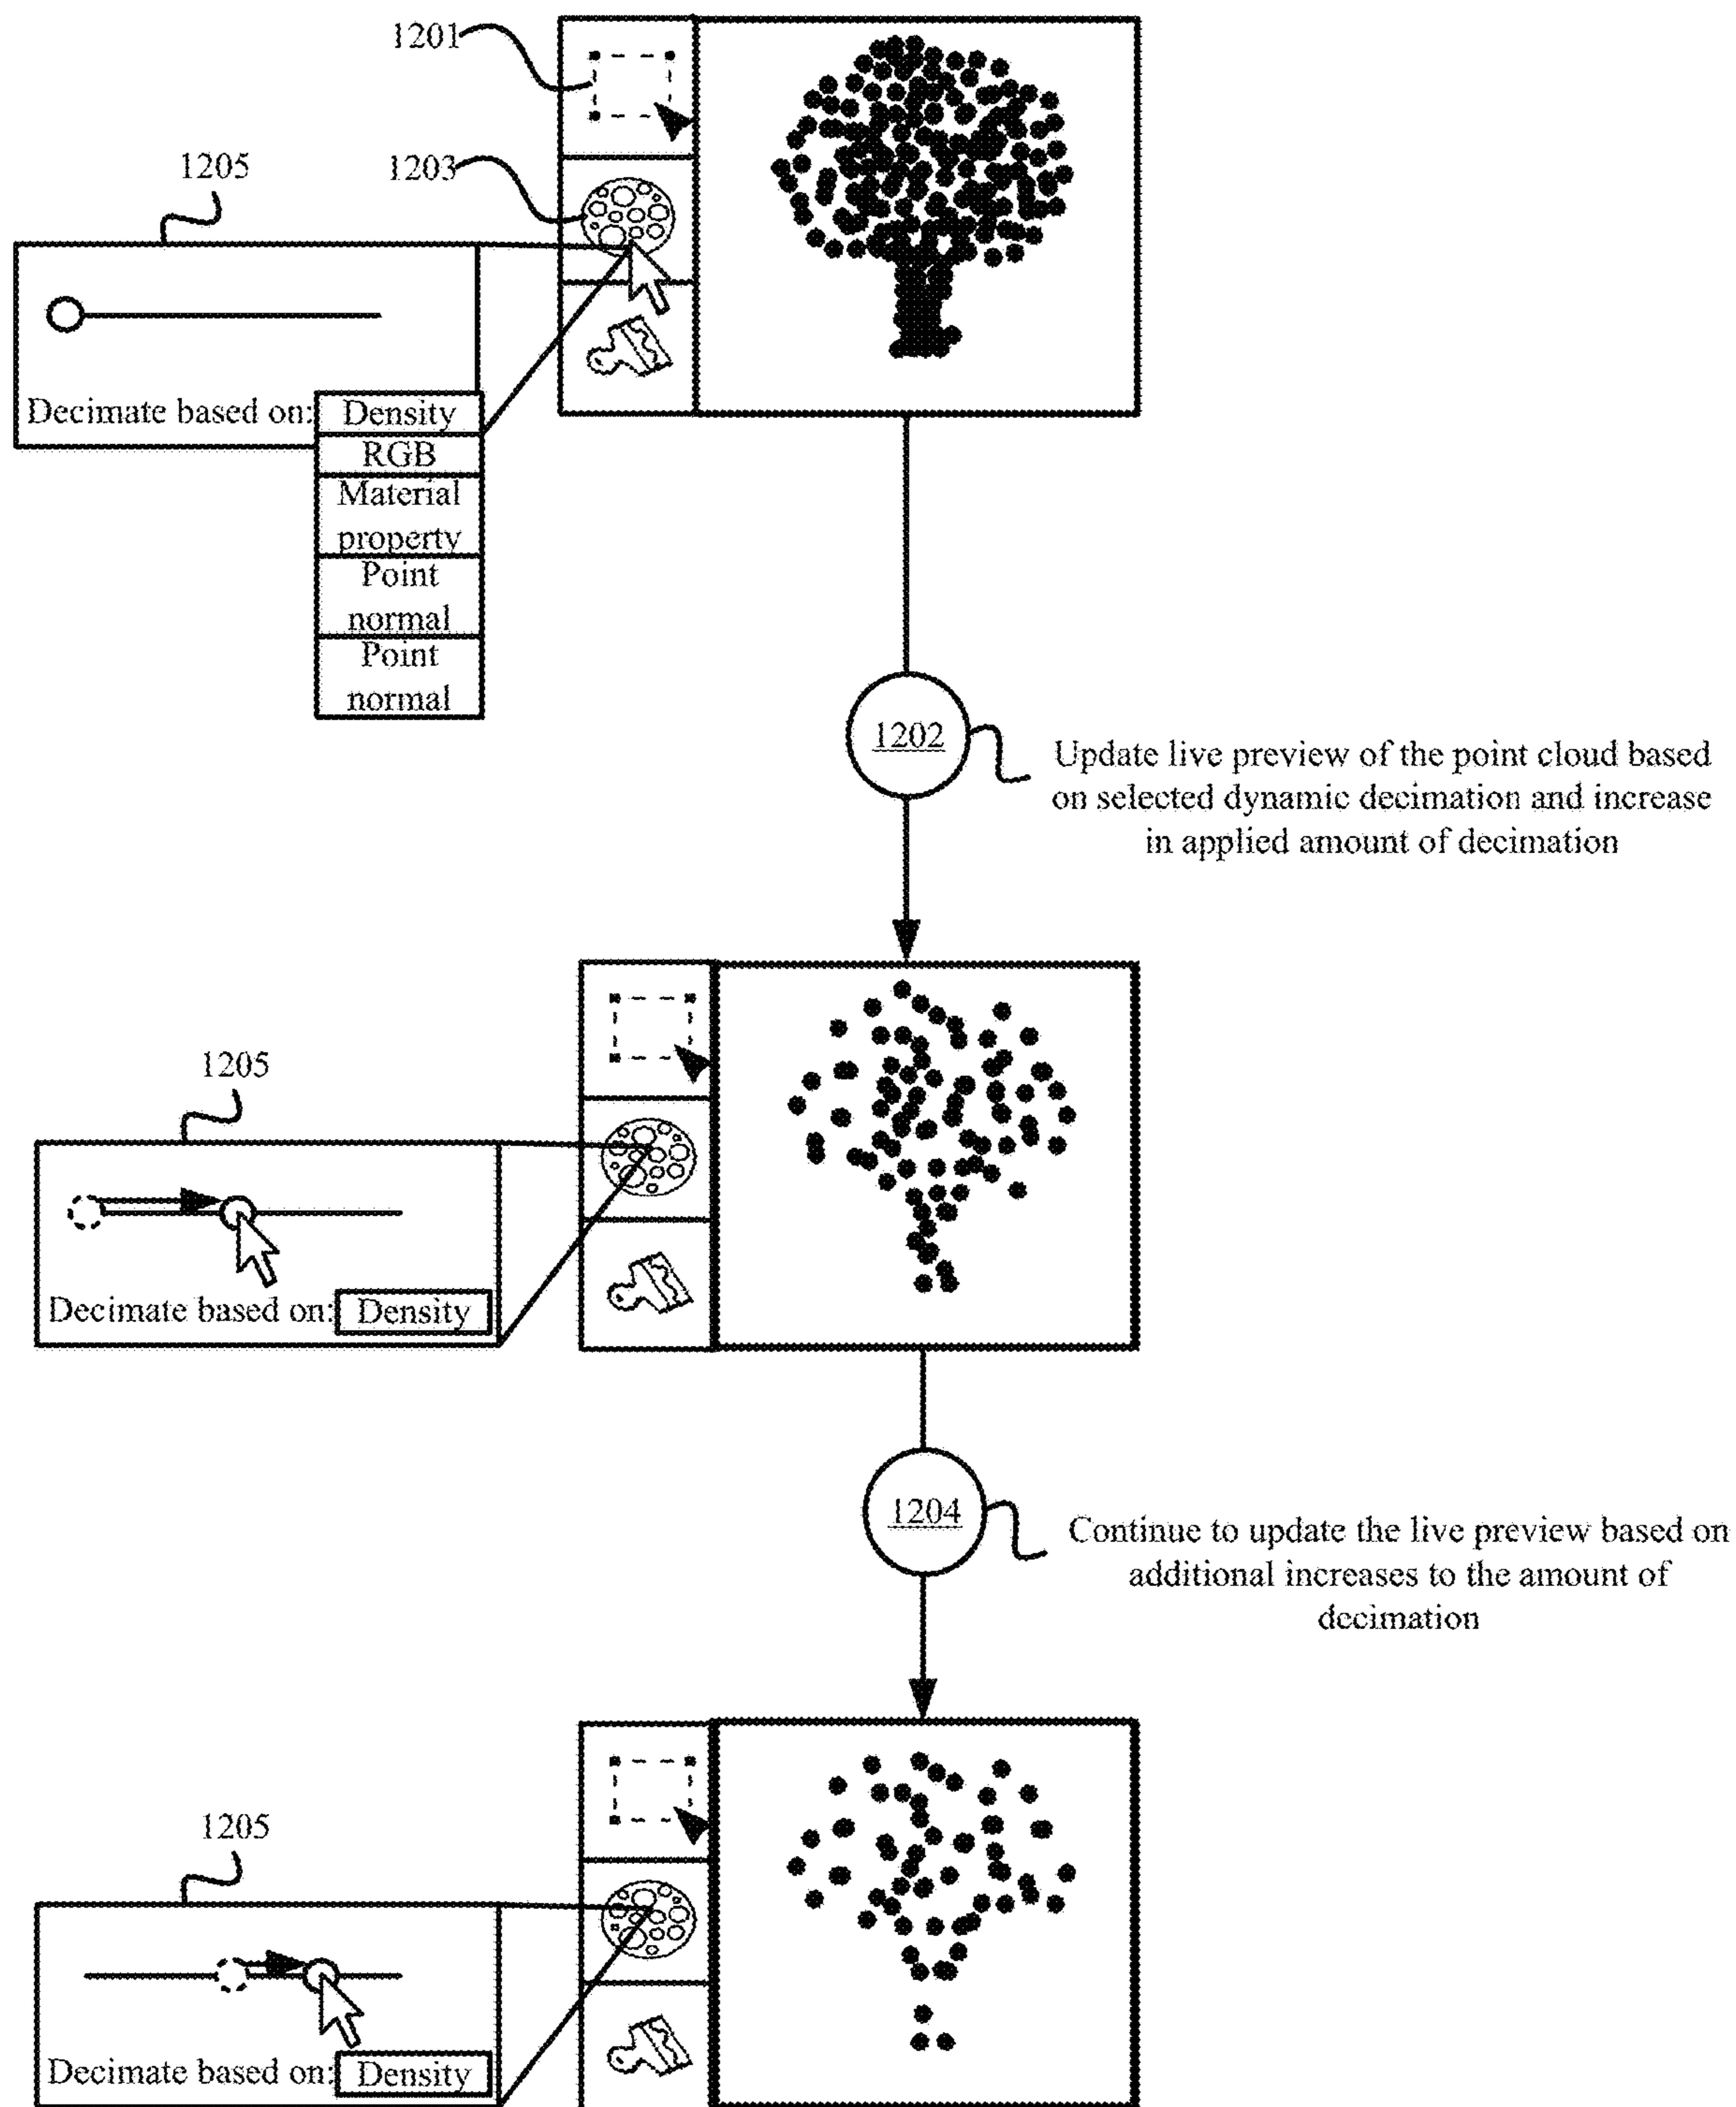 1201
1205
1203
Decimate based on:
Density
RGB
Material
property
Point
normal
Point
normal
1202
Update live preview of the point cloud based
on selected dynamic decimation and increase
in applied amount of decimation
1205
Decimate based on:
Density
1204
Continue to update the live preview based on
additional increases to the amount of
decimation
1205
Decimate based on:
Density